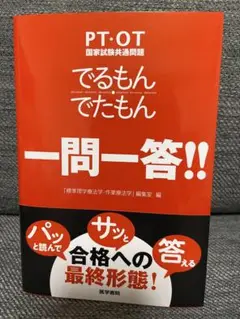 PT・OT
国家試験共通問題
でるもん
でたもん
一問一答!!
「標準理学療法学・作業療法学」編集室 編
パッと読んで
サッと
答える
合格への
最終形態!
医学書院